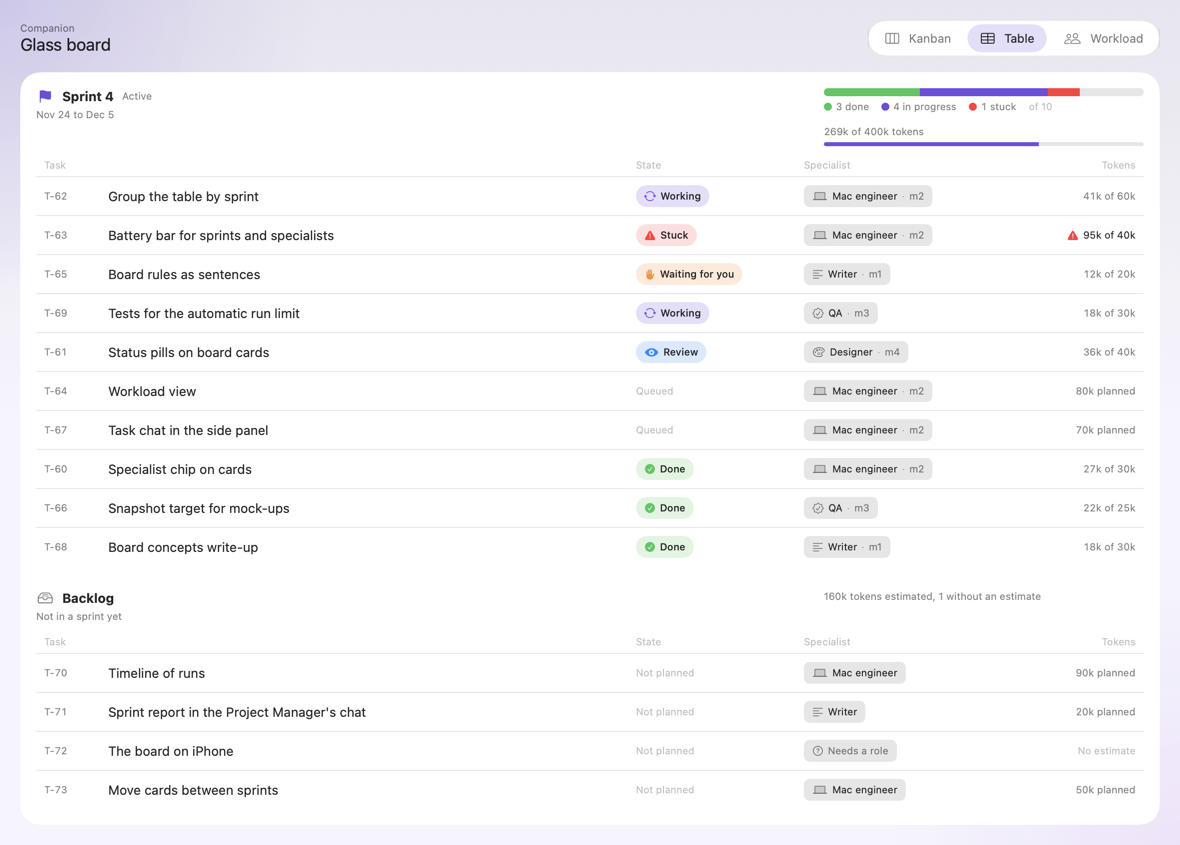 Companion
Glass board
Kanban Table Workload
Sprint 4 Active
Nov 24 to Dec 5
3 done 4 in progress 1 stuck of 10
269k of 400k tokens
Task State Specialist Tokens
T-62 Group the table by sprint Working Mac engineer · m2 41k of 60k
T-63 Battery bar for sprints and specialists Stuck Mac engineer · m2 95k of 40k
T-65 Board rules as sentences Waiting for you Writer · m1 12k of 20k
T-69 Tests for the automatic run limit Working QA · m3 18k of 30k
T-61 Status pills on board cards Review Designer · m4 36k of 40k
T-64 Workload view Queued Mac engineer · m2 80k planned
T-67 Task chat in the side panel Queued Mac engineer · m2 70k planned
T-60 Specialist chip on cards Done Mac engineer · m2 27k of 30k
T-66 Snapshot target for mock-ups Done QA · m3 22k of 25k
T-68 Board concepts write-up Done Writer · m1 18k of 30k
Backlog
Not in a sprint yet
160k tokens estimated, 1 without an estimate
Task State Specialist Tokens
T-70 Timeline of runs Not planned Mac engineer 90k planned
T-71 Sprint report in the Project Manager's chat Not planned Writer 20k planned
T-72 The board on iPhone Not planned Needs a role No estimate
T-73 Move cards between sprints Not planned Mac engineer 50k planned